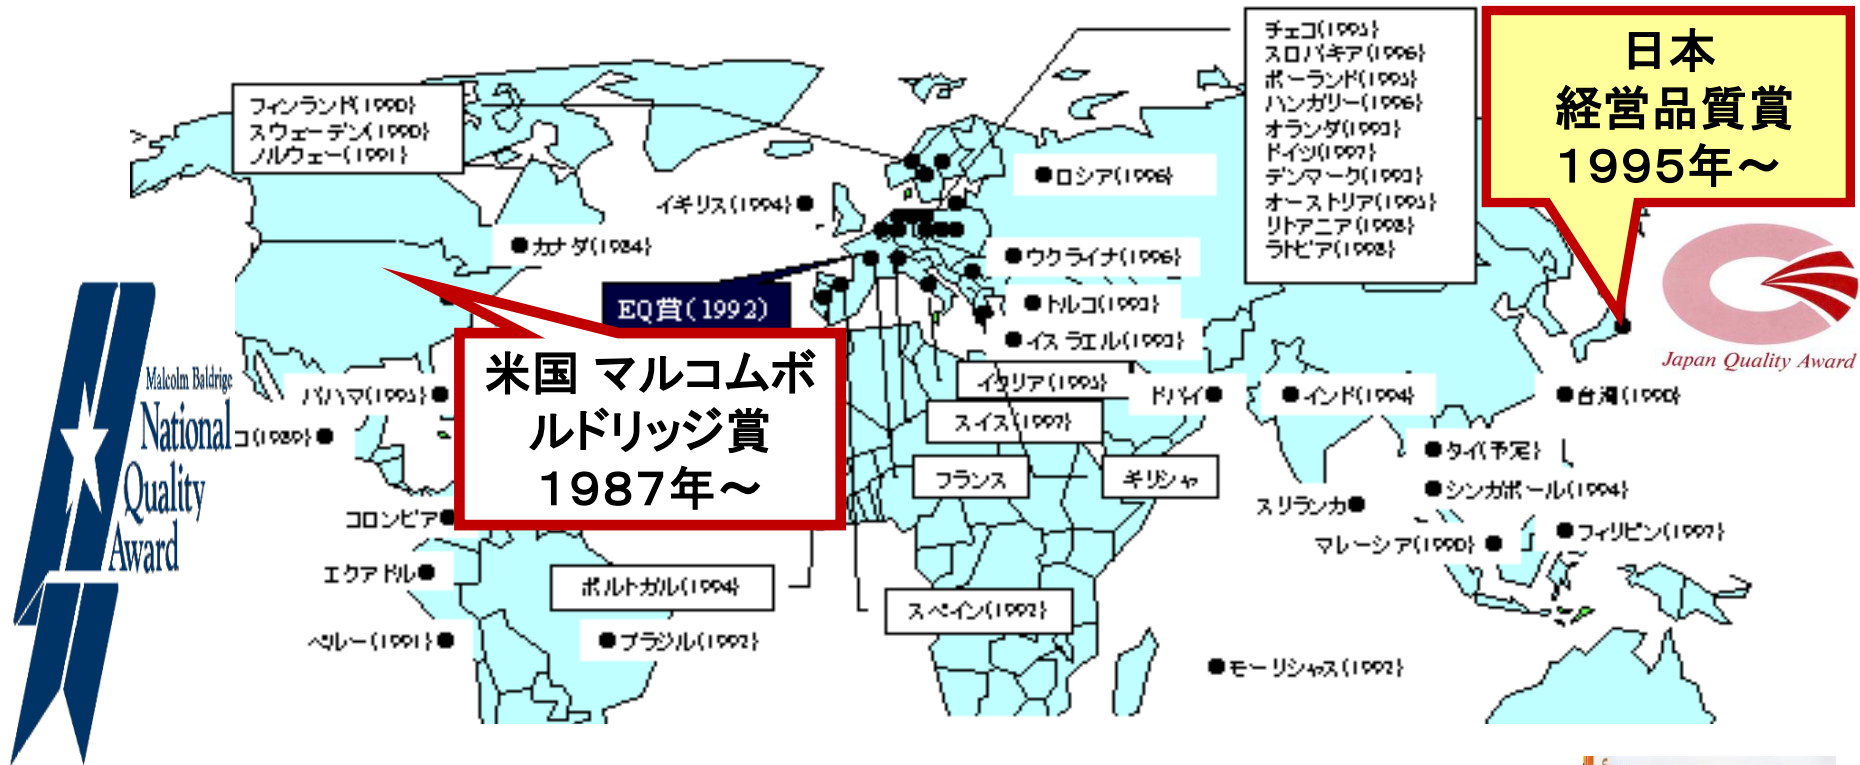 フィンランド(1990)
スウェーデン(1990)
ノルウェー(1991)
チェコ(1995)
スロバキア(1996)
ポーランド(1995)
ハンガリー(1996)
オランダ(1993)
ドイツ(1997)
デンマーク(1993)
オーストリア(1995)
リトアニア(1998)
ラトビア(1998)
日本
経営品質賞
1995年～
ロシア(1996)
イギリス(1994)
カナダ(1984)
ウクライナ(1996)
EQ賞(1992)
トルコ(1993)
イスラエル(1993)
Japan Quality Award
米国 マルコムボ
ルドリッジ賞
1987年～
Malcolm Baldrige
National
Quality
Award
イタリア(1995)
バハマ(1995)
ドバイ
インド(1994)
台湾(1990)
スイス(1997)
コ(1989)
タイ(予定)
フランス
ギリシャ
シンガポール(1994)
スリランカ
コロンビア
フィリピン(1997)
マレーシア(1990)
エクアドル
ポルトガル(1994)
スペイン(1992)
ペルー(1991)
ブラジル(1992)
モーリシャス(1992)